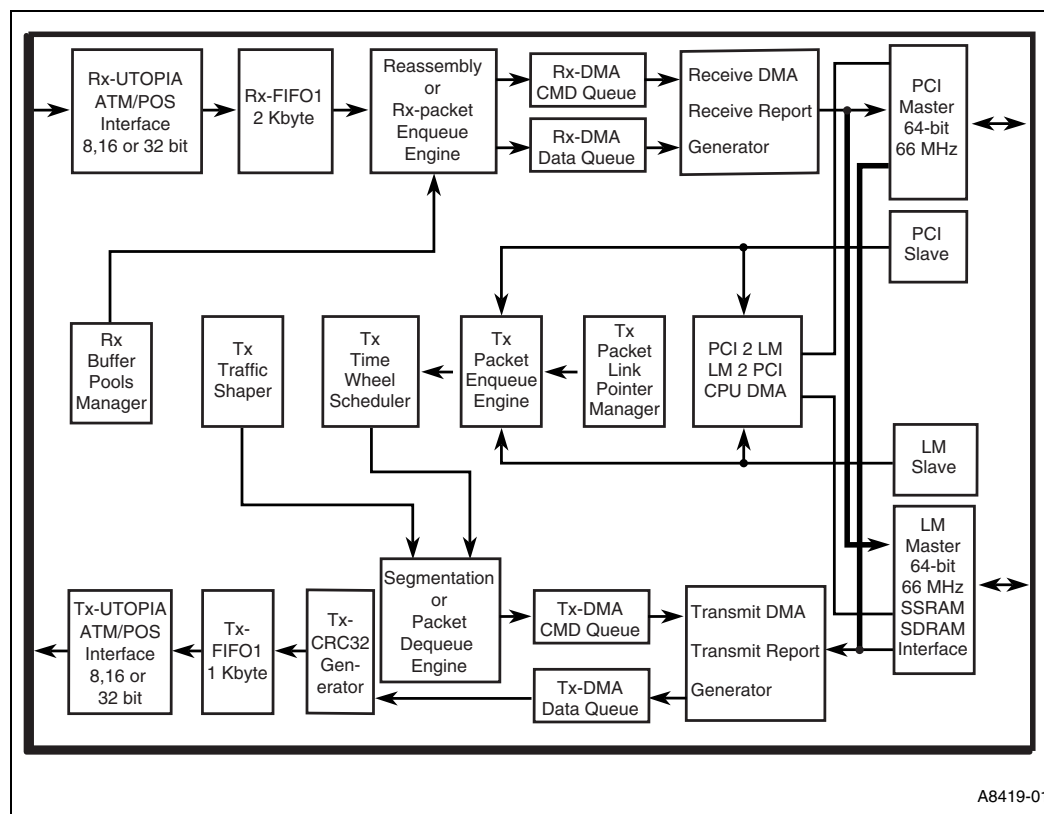 Rx-UTOPIA
ATM/POS
Interface
8,16 or 32 bit
Rx-FIFO1
2 Kbyte
Reassembly
or
Rx-packet
Enqueue
Engine
Rx-DMA
CMD Queue
Rx-DMA
Data Queue
Receive DMA
Receive Report
Generator
PCI
Master
64-bit
66 MHz
PCI
Slave
Rx
Buffer
Pools
Manager
Tx
Traffic
Shaper
Tx
Time
Wheel
Scheduler
Tx
Packet
Enqueue
Engine
Tx
Packet
Link
Pointer
Manager
PCI 2 LM
LM 2 PCI
CPU DMA
LM
Slave
Tx-UTOPIA
ATM/POS
Interface
8,16 or
32 bit
Tx-
FIFO1
1 Kbyte
Tx-
CRC32
Gen-
erator
Segmentation
or
Packet
Dequeue
Engine
Tx-DMA
CMD Queue
Tx-DMA
Data Queue
Transmit DMA
Transmit Report
Generator
LM
Master
64-bit
66 MHz
SSRAM
SDRAM
Interface
A8419-01